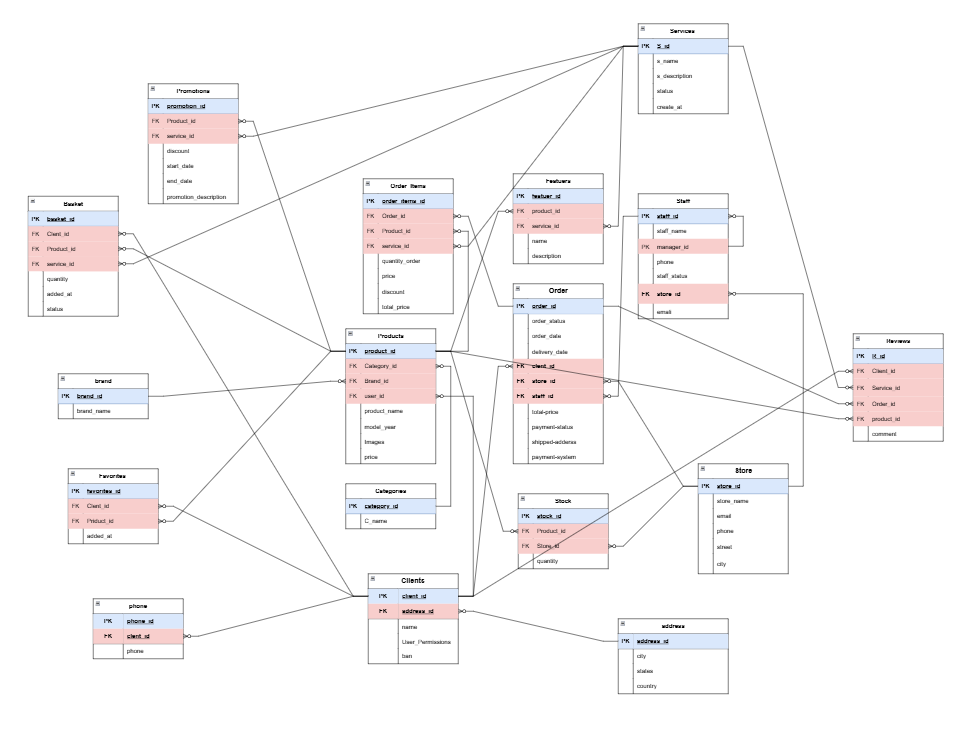 Services
PK S_id
s_name
s_description
status
create_at
Promotions
PK promotion_id
FK Product_id
FK service_id
discount
start_date
end_date
promotion_description
Basket
PK basket_id
FK Client_id
FK Product_id
FK service_id
quantity
added_at
status
Order Items
PK order_items_id
FK Order_id
FK Product_id
FK service_id
quantity_order
price
discount
total_price
Featuers
PK featuer_id
FK product_id
FK service_id
name
description
Staff
PK staff_id
staff_name
FK manager_id
phone
staff_status
FK store_id
email
Order
PK order_id
order_status
order_date
delivery_date
FK client_id
FK store_id
FK staff_id
total-price
payment-status
shipped-adderss
payment-system
Products
PK product_id
FK Category_id
FK Brand_id
FK user_id
product_name
model_year
Images
price
Reviews
PK R_id
FK Client_id
FK Service_id
FK Order_id
FK product_id
comment
brand
PK brand_id
brand_name
Favorites
PK favorites_id
FK Client_id
FK Priduct_id
added_at
Categories
PK category_id
C_name
Stock
PK stock_id
FK Product_id
FK Store_id
quantity
Store
PK store_id
store_name
email
phone
street
city
Clients
PK client_id
FK address_id
name
User_Permissions
ban
phone
PK phone_id
FK client_id
phone
address
PK address_id
city
states
country